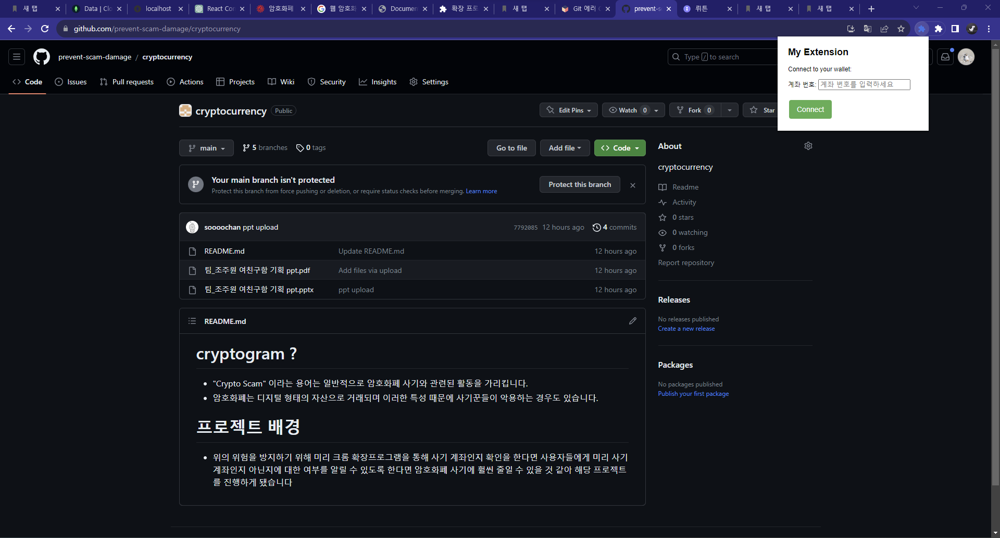 새 탭
Data | Clo
localhost
React Con
암호화폐
웹 암호화
Documen
확장 프로
새 탭
Git 에러 (
prevent-s
뤼튼
새 탭
새 탭
github.com/prevent-scam-damage/cryptocurrency
prevent-scam-damage / cryptocurrency
Type / to search
My Extension
Connect to your wallet:
계좌 번호: 계좌 번호를 입력하세요
Connect
Code
Issues
Pull requests
Actions
Projects
Wiki
Security
Insights
Settings
cryptocurrency Public
Edit Pins
Watch 0
Fork 0
Star
main
5 branches
0 tags
Go to file
Add file
Code
Your main branch isn't protected
Protect this branch from force pushing or deletion, or require status checks before merging. Learn more
Protect this branch
soooochan ppt upload
7792085 12 hours ago
4 commits
README.md
Update README.md
12 hours ago
팀_조주원 여친구함 기획 ppt.pdf
Add files via upload
12 hours ago
팀_조주원 여친구함 기획 ppt.pptx
ppt upload
12 hours ago
README.md
cryptogram ?
"Crypto Scam" 이라는 용어는 일반적으로 암호화폐 사기와 관련된 활동을 가리킵니다.
암호화폐는 디지털 형태의 자산으로 거래되며 이러한 특성 때문에 사기꾼들이 악용하는 경우도 있습니다.
프로젝트 배경
위의 위험을 방지하기 위해 미리 크롬 확장프로그램을 통해 사기 계좌인지 확인을 한다면 사용자들에게 미리 사기
계좌인지 아닌지에 대한 여부를 알릴 수 있도록 한다면 암호화폐 사기에 훨씬 줄일 수 있을 것 같아 해당 프로젝트
를 진행하게 됐습니다
About
cryptocurrency
Readme
Activity
0 stars
0 watching
0 forks
Report repository
Releases
No releases published
Create a new release
Packages
No packages published
Publish your first package